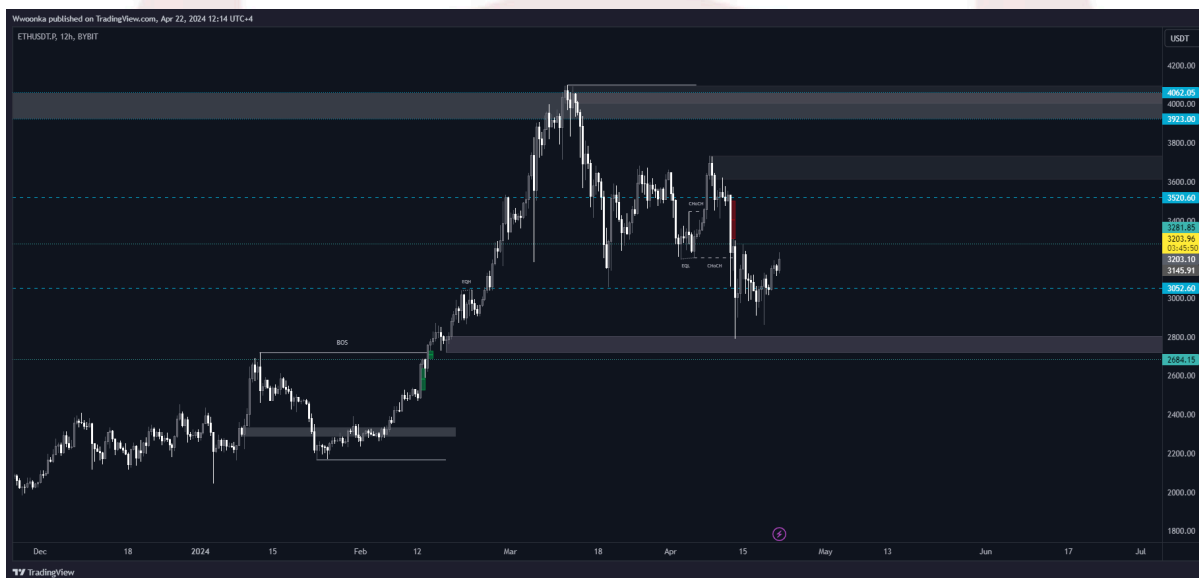 Wwoonka published on TradingView.com, Apr 22, 2024 12:14 UTC+4
ETHUSDT.P, 12h, BYBIT
USDT
4200.00
4062.05
4000.00
3923.00
3800.00
3600.00
3520.60
3400.00
3281.85
3203.96
03:45:50
3203.10
3145.91
3052.60
3000.00
2800.00
2684.15
2600.00
2400.00
2200.00
2000.00
1800.00
CHoCH
EQL
CHoCH
EQH
BOS
Dec 18 2024 15 Feb 12 Mar 18 Apr 15 May 13 Jun 17 Jul
TradingView